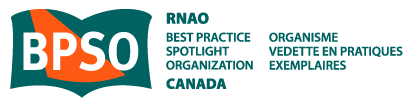 BPSO
RNAO
BEST PRACTICE
SPOTLIGHT
ORGANIZATION
ORGANISME
VEDETTE EN PRATIQUES
EXEMPLAIRES
CANADA